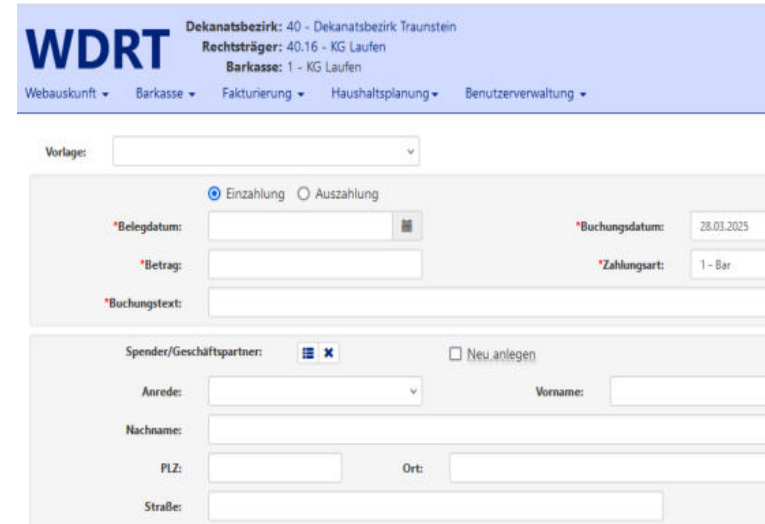 WDRT
Dekanatsbezirk: 40 - Dekanatsbezirk Traunstein
Rechtsträger: 40.16 - KG Laufen
Barkasse: 1 - KG Laufen
Webauskunft Barkasse Fakturierung Haushaltsplanung Benutzerverwaltung
Vorlage:
Einzahlung Auszahlung
*Belegdatum: *Buchungsdatum: 28.03.2025
*Betrag: *Zahlungsart: 1 - Bar
*Buchungstext:
Spender/Geschäftspartner: Neu anlegen
Anrede: Vorname:
Nachname:
PLZ: Ort:
Straße: